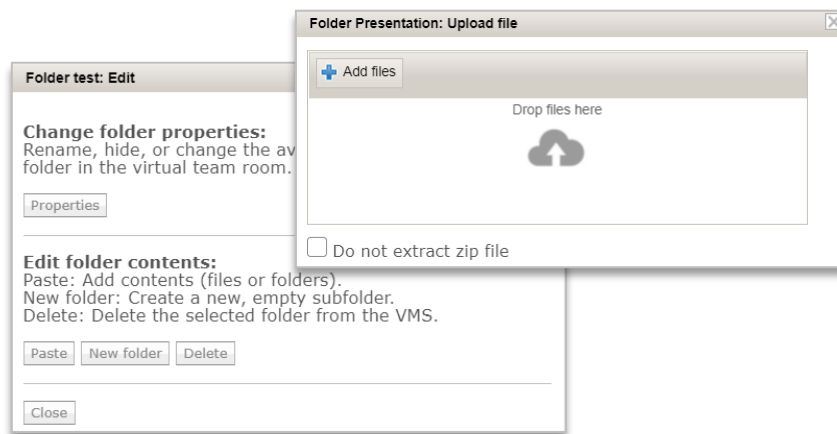 Folder Presentation: Upload file
Add files
Drop files here
Do not extract zip file
Folder test: Edit
Change folder properties:
Rename, hide, or change the av
folder in the virtual team room.
Properties
Edit folder contents:
Paste: Add contents (files or folders).
New folder: Create a new, empty subfolder.
Delete: Delete the selected folder from the VMS.
Paste New folder Delete
Close